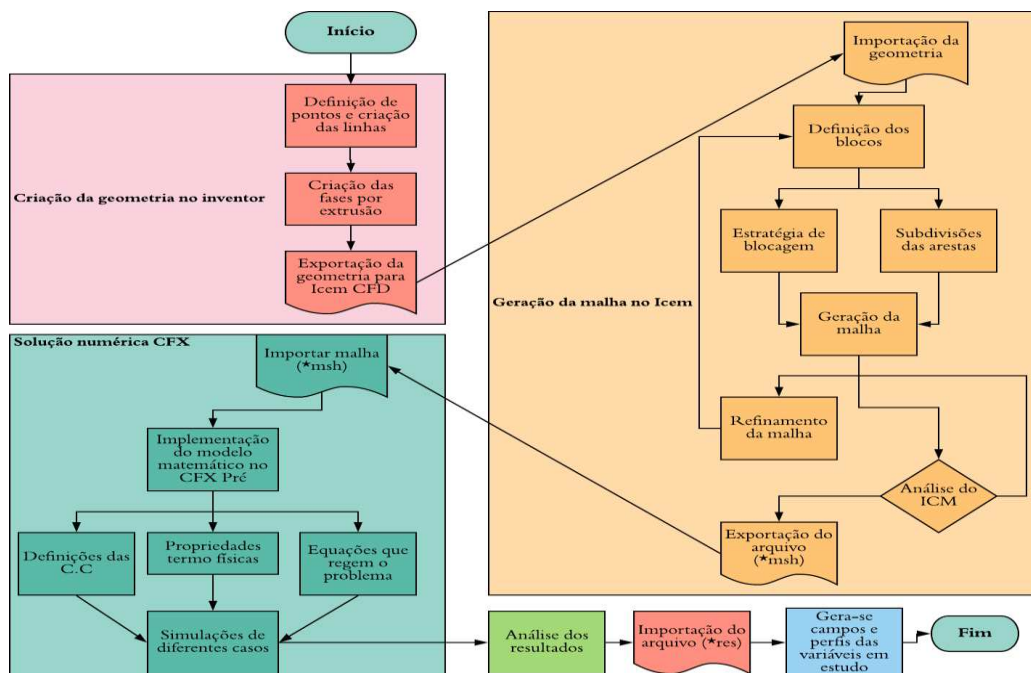 Início
Definição de
pontos e criação
das linhas
Criação da geometria no inventor
Criação das
fases por
extrusão
Exportação da
geometria para
Icem CFD
Importação da
geometria
Definição dos
blocos
Estratégia de
blocagem
Subdivisões
das arestas
Geração da malha no Icem
Geração da
malha
Refinamento
da malha
Análise do
ICM
Exportação do
arquivo (*msh)
Solução numérica CFX
Importar malha
(*msh)
Implementação
do modelo
matemático no
CFX Pré
Definições das
C.C
Propriedades
termo físicas
Equações que
regem o
problema
Simulações de
diferentes casos
Análise dos
resultados
Importação do
arquivo (*res)
Gera-se
campos e
perfis das
variáveis em
estudo
Fim